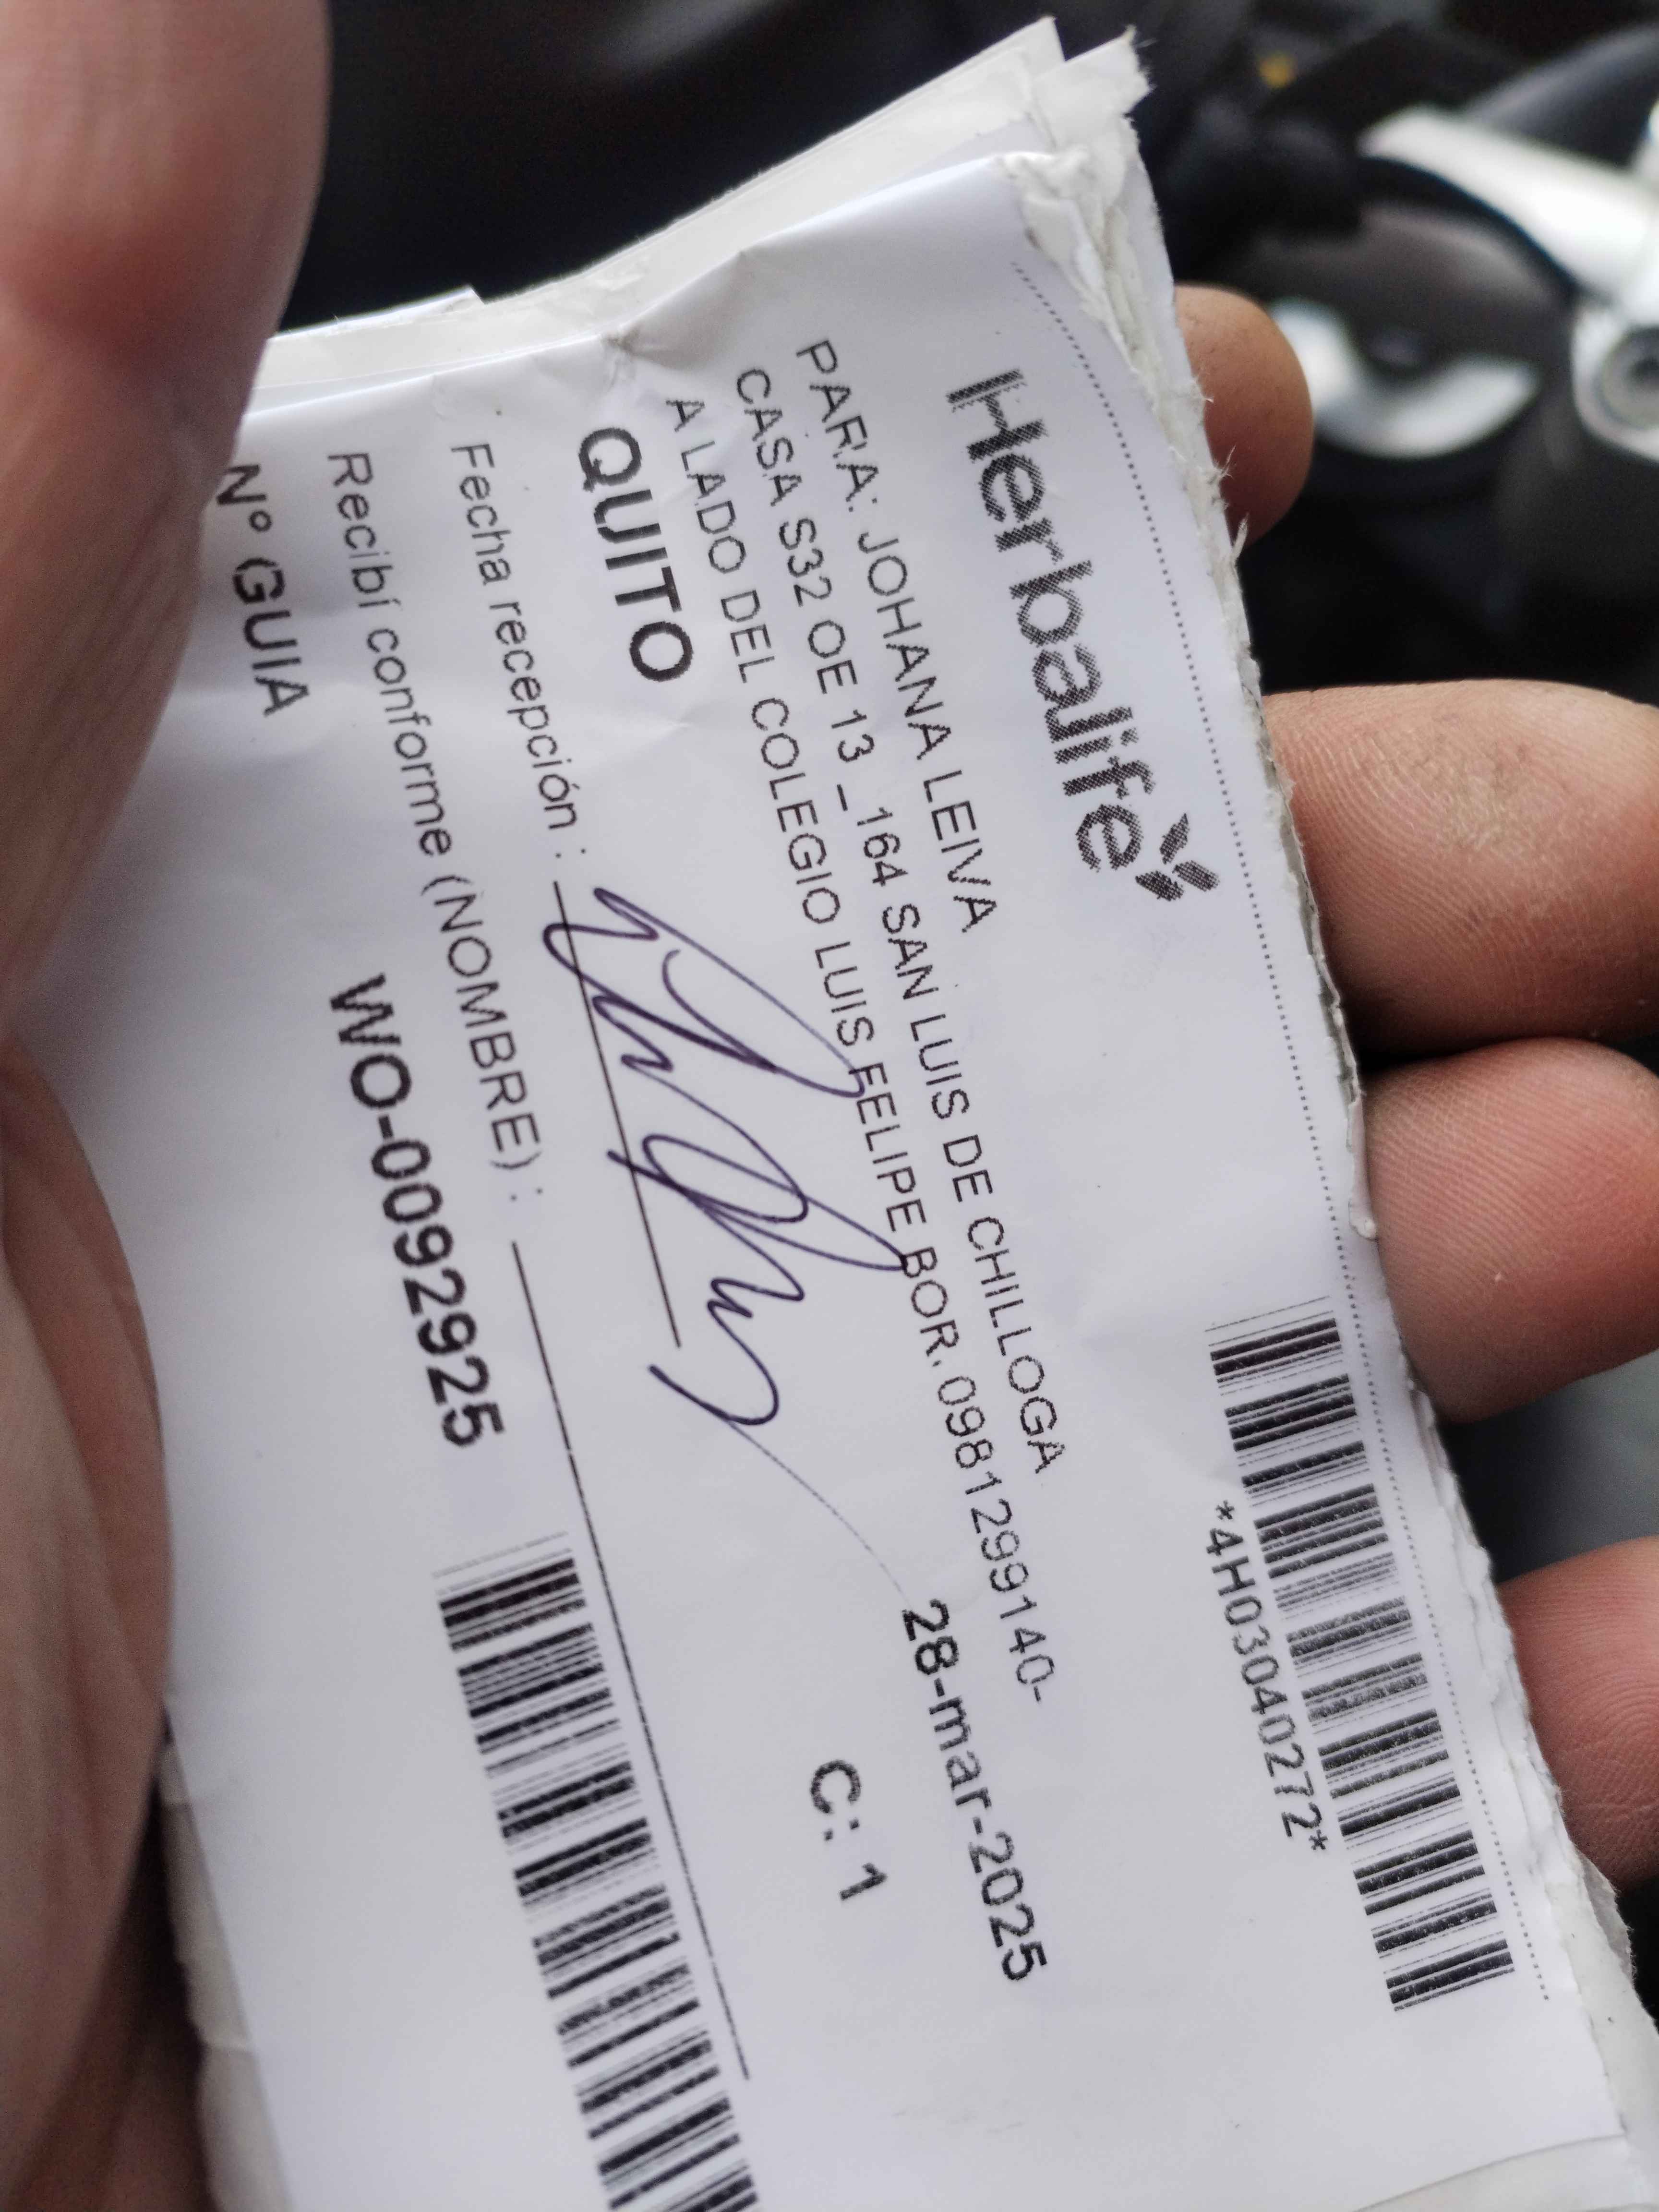 Herbalife
*4H03040272*
PARA: JOHANA LEIVA
CASA S32 OE 13 _ 164 SAN LUIS DE CHILLOGA
A LADO DEL COLEGIO LUIS FELIPE BOR. 0981299140-
QUITO
28-mar-2025
Fecha recepción :
C: 1
Recibí conforme (NOMBRE) :
Nº GUIA
WO-0092925